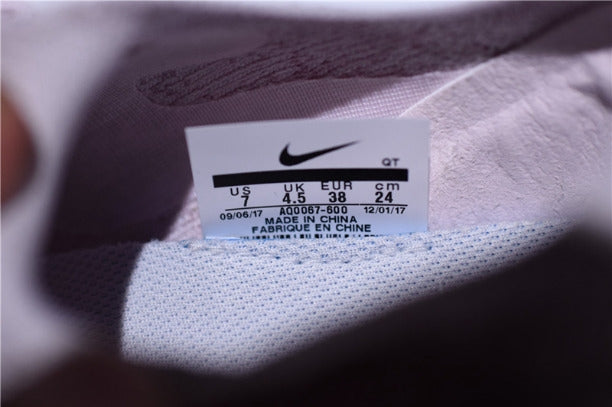 QT
US UK EUR cm
7 4.5 38 24
09/06/17 AQ0067-600 12/01/17
MADE IN CHINA
FABRIQUE EN CHINE